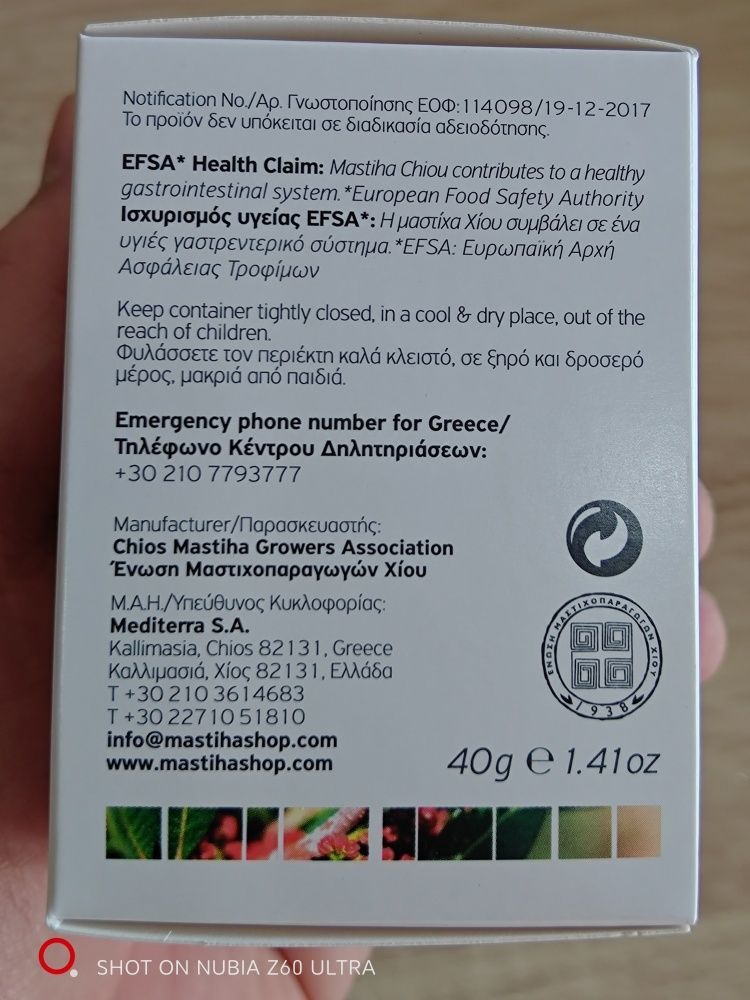 Notification No./Αρ. Γνωστοποίησης ΕΟΦ:114098/19-12-2017
Το προϊόν δεν υπόκειται σε διαδικασία αδειοδότησης.
EFSA* Health Claim: Mastiha Chiou contributes to a healthy
gastrointestinal system.*European Food Safety Authority
Ισχυρισμός υγείας EFSA*: Η μαστίχα Χίου συμβάλει σε ένα
υγιές γαστρεντερικό σύστημα.*EFSA: Ευρωπαϊκή Αρχή
Ασφάλειας Τροφίμων
Keep container tightly closed, in a cool & dry place, out of the
reach of children.
Φυλάσσετε τον περιέκτη καλά κλειστό, σε ξηρό και δροσερό
μέρος, μακριά από παιδιά.
Emergency phone number for Greece/
Τηλέφωνο Κέντρου Δηλητηριάσεων:
+30 210 7793777
Manufacturer/Παρασκευαστής:
Chios Mastiha Growers Association
Ένωση Μαστιχοπαραγωγών Χίου
M.A.H./Υπεύθυνος Κυκλοφορίας:
Mediterra S.A.
Kallimasia, Chios 82131, Greece
Καλλιμασιά, Χίος 82131, Ελλάδα
T +30 210 3614683
T +30 22710 51810
info@mastihashop.com
www.mastihashop.com
ΕΝΩΣΗ ΜΑΣΤΙΧΟΠΑΡΑΓΩΓΩΝ ΧΙΟΥ
1938
40g e 1.41oz
SHOT ON NUBIA Z60 ULTRA